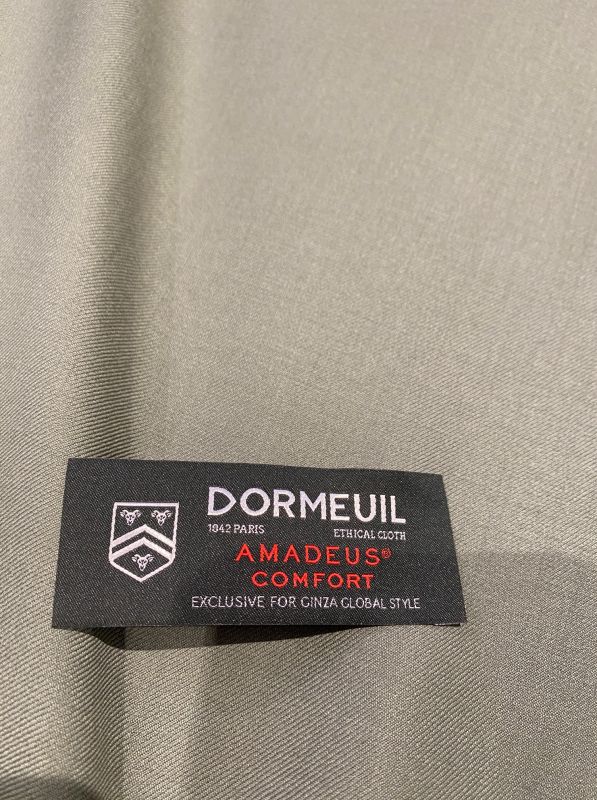 DORMEUIL
1842 PARIS ETHICAL CLOTH
AMADEUS®
COMFORT
EXCLUSIVE FOR GINZA GLOBAL STYLE